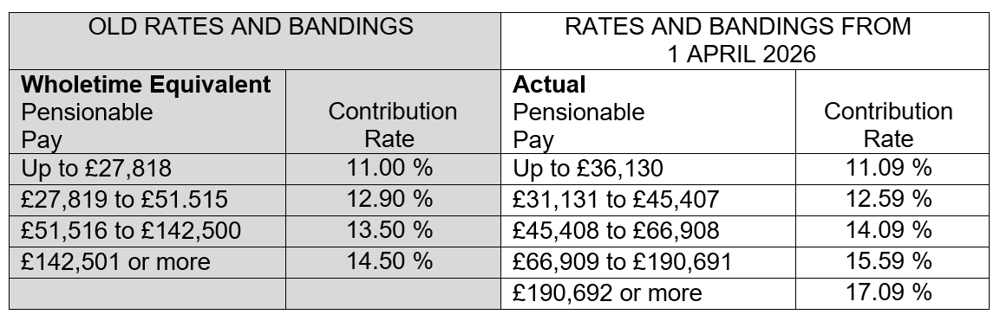 OLD RATES AND BANDINGS
RATES AND BANDINGS FROM
1 APRIL 2026
Wholetime Equivalent
Pensionable
Pay
Contribution
Rate
Actual
Pensionable
Pay
Contribution
Rate
Up to £27,818 11.00 % Up to £36,130 11.09 %
£27,819 to £51.515 12.90 % £31,131 to £45,407 12.59 %
£51,516 to £142,500 13.50 % £45,408 to £66,908 14.09 %
£142,501 or more 14.50 % £66,909 to £190,691 15.59 %
£190,692 or more 17.09 %